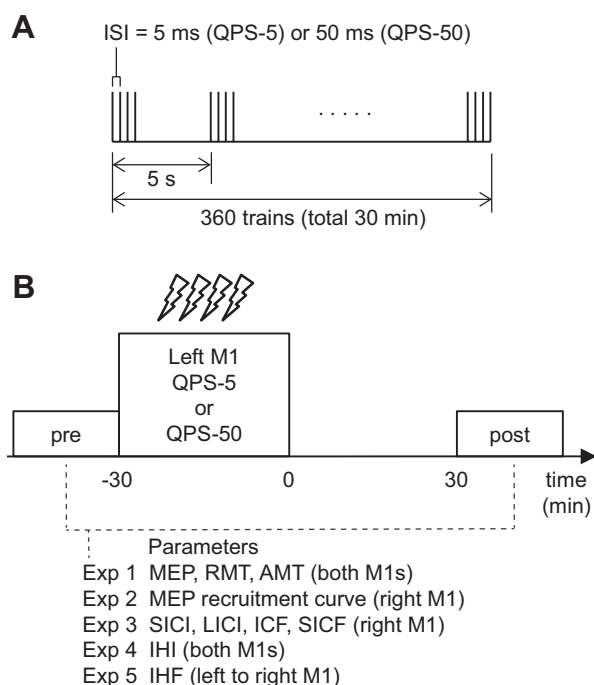 A
ISI = 5 ms (QPS-5) or 50 ms (QPS-50)
. . . . .
5 s
360 trains (total 30 min)
B
Left M1
QPS-5
or
QPS-50
pre
post
-30 0 30 time
(min)
Parameters
Exp 1 MEP, RMT, AMT (both M1s)
Exp 2 MEP recruitment curve (right M1)
Exp 3 SICI, LICI, ICF, SICF (right M1)
Exp 4 IHI (both M1s)
Exp 5 IHF (left to right M1)